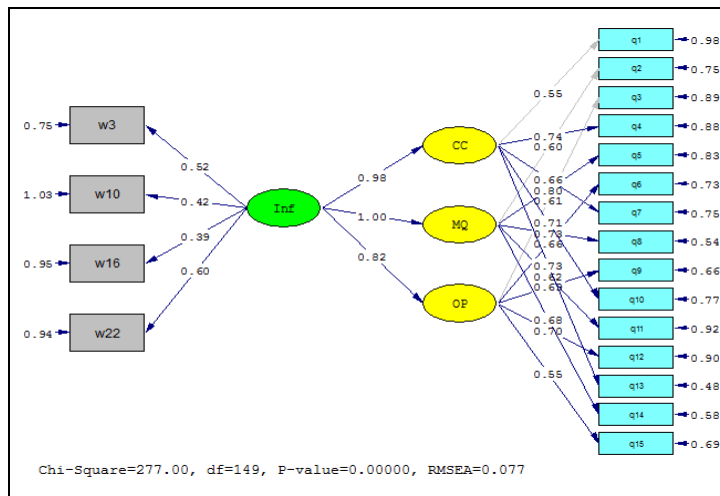 q1 0.98
q2 0.75
q3 0.89
q4 0.88
q5 0.83
q6 0.73
q7 0.75
q8 0.54
q9 0.66
q10 0.77
q11 0.92
q12 0.90
q13 0.48
q14 0.58
q15 0.69
0.75 w3
1.03 w10
0.95 w16
0.94 w22
0.52
0.42
0.39
0.60
Inf
0.98
1.00
0.82
CC
MQ
OP
0.55
0.74
0.60
0.66
0.80
0.61
0.71
0.73
0.66
0.73
0.62
0.69
0.68
0.70
0.55
Chi-Square=277.00, df=149, P-value=0.00000, RMSEA=0.077